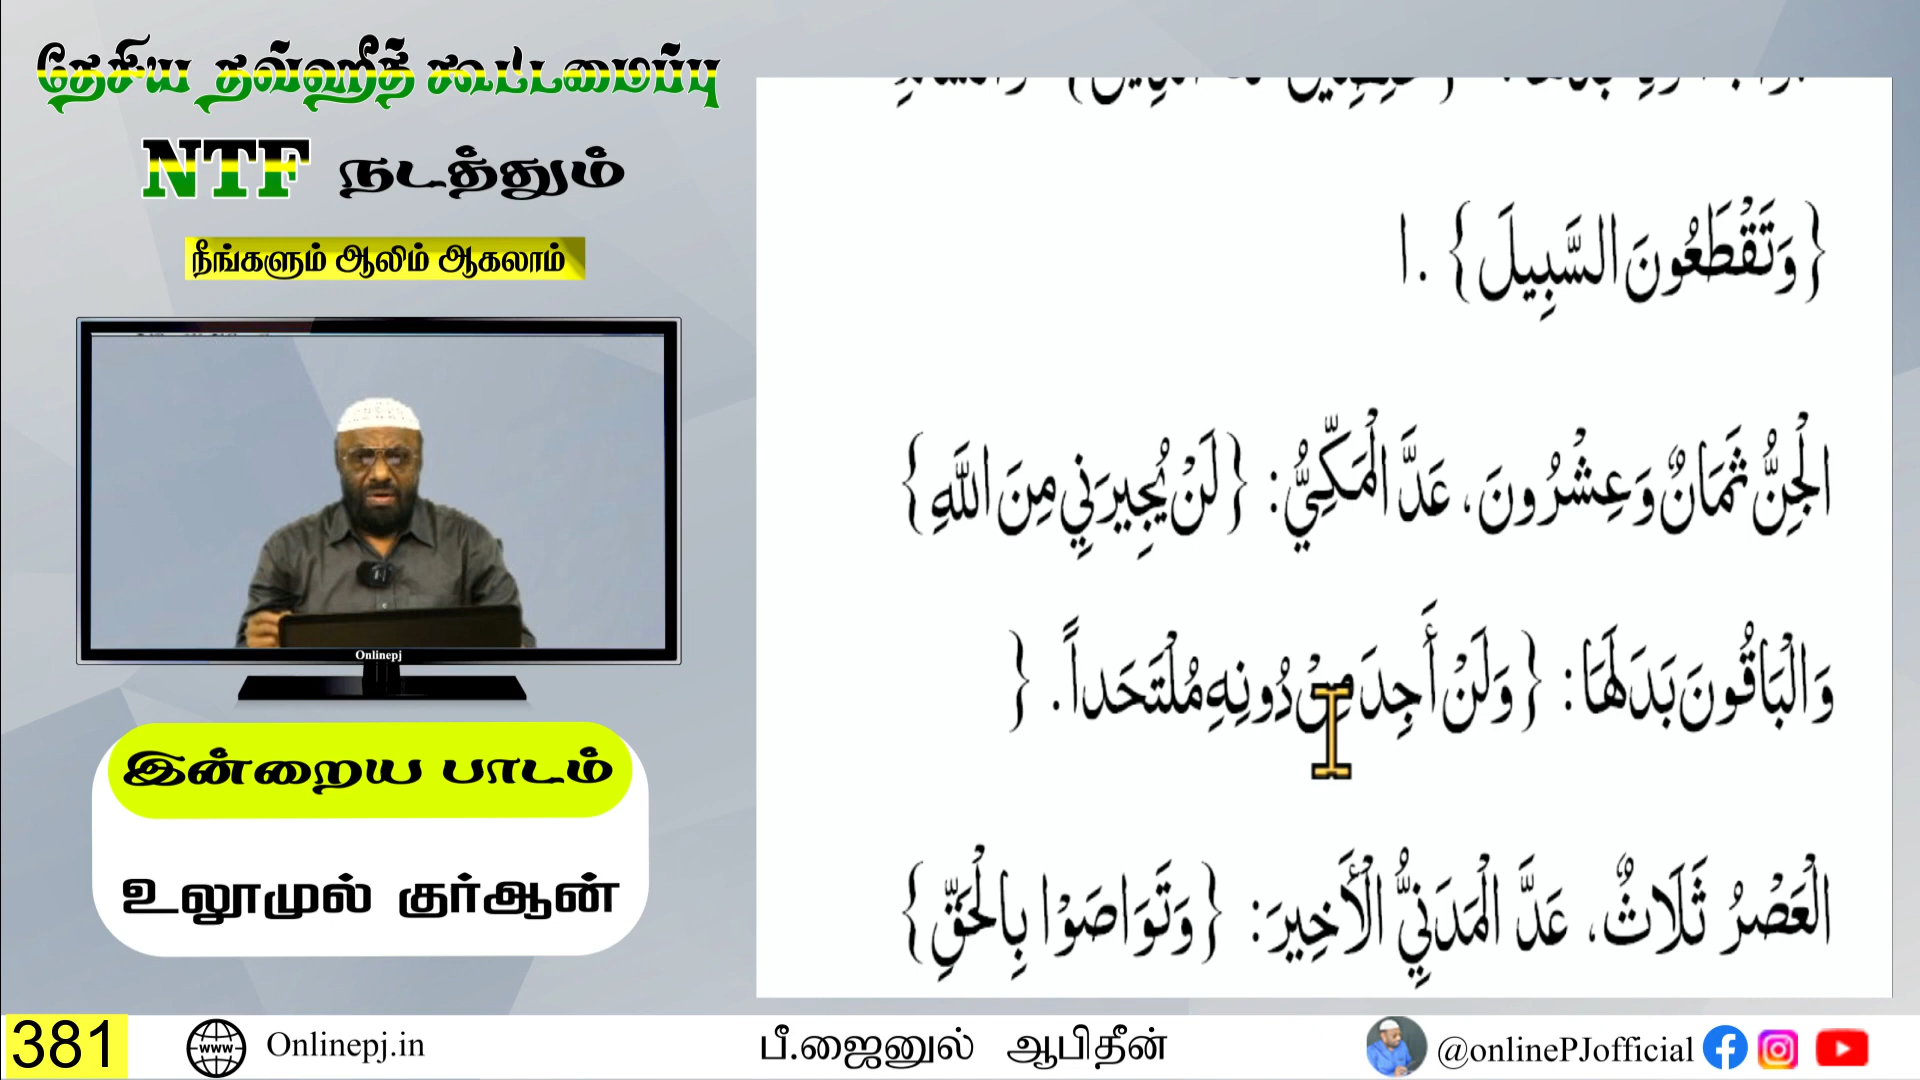 தேசிய தவ்ஹீத் கூட்டமைப்பு
NTF நடத்தும்
நீங்களும் ஆலிம் ஆகலாம்
Onlinepj
இன்றைய பாடம்
உலூமுல் குர்ஆன்
{وَتَقْطَعُونَ السَّبِيلَ} .ا
الْجِنُّ ثَمَانٌ وَعِشْرُونَ، عَدَّ الْمَكِّيُّ: {لَنْ يُجِيرَنِي مِنَ اللَّهِ}
وَالْبَاقُونَ بَدَلَهَا: {وَلَنْ أَجِدَ مِنْ دُونِهِ مُلْتَحَداً. {
الْعَصْرُ ثَلَاثٌ، عَدَّ الْمَدَنِيُّ الْأَخِيرَ: {وَتَوَاصَوْا بِالْحَقِّ}
381
www
Onlinepj.in
பீ.ஜைனுல் ஆபிதீன்
@onlinePJofficial